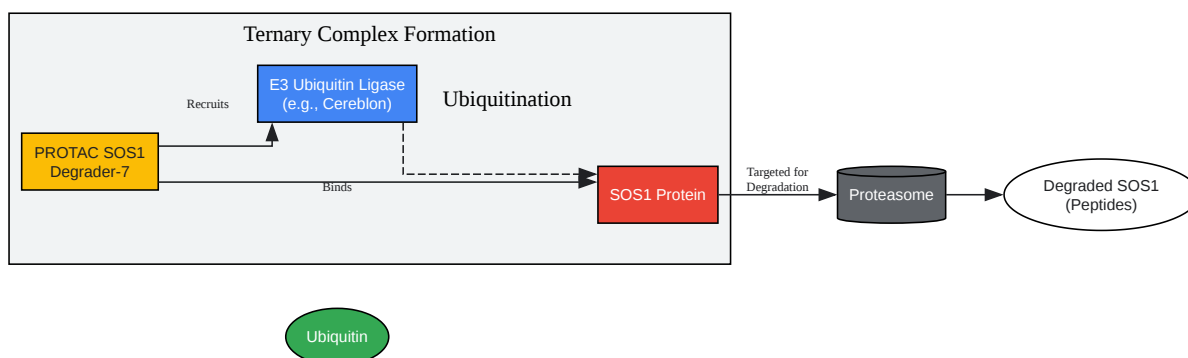 Ternary Complex Formation
E3 Ubiquitin Ligase
(e.g., Cereblon)
Ubiquitination
Recruits
PROTAC SOS1
Degrader-7
Binds
SOS1 Protein
Targeted for
Degradation
Proteasome
Degraded SOS1
(Peptides)
Ubiquitin